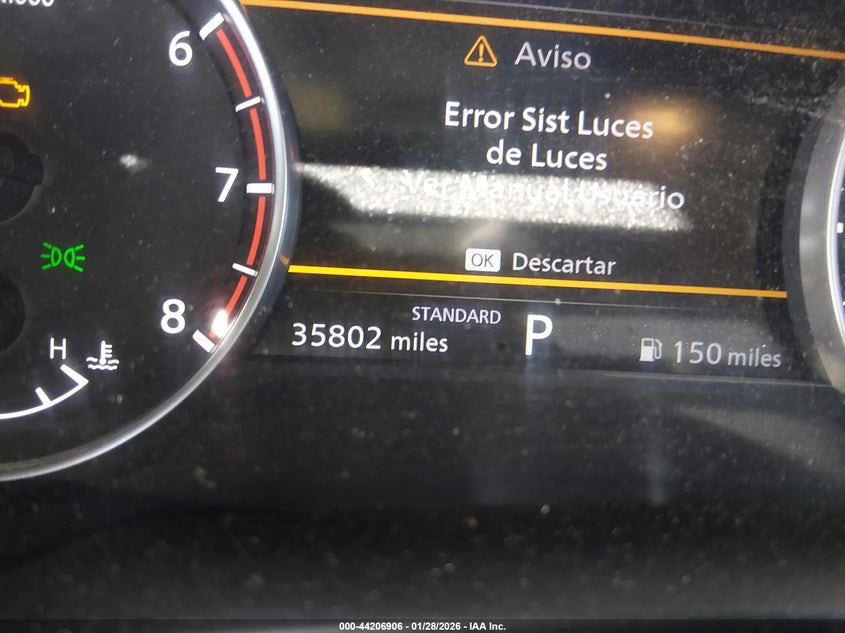 6
Aviso
Error Sist Luces
de Luces
Ver Manual Usuario
7
OK Descartar
8
STANDARD
35802 miles
P
150 miles
H
000-44206906 - 01/28/2026 - IAA Inc.